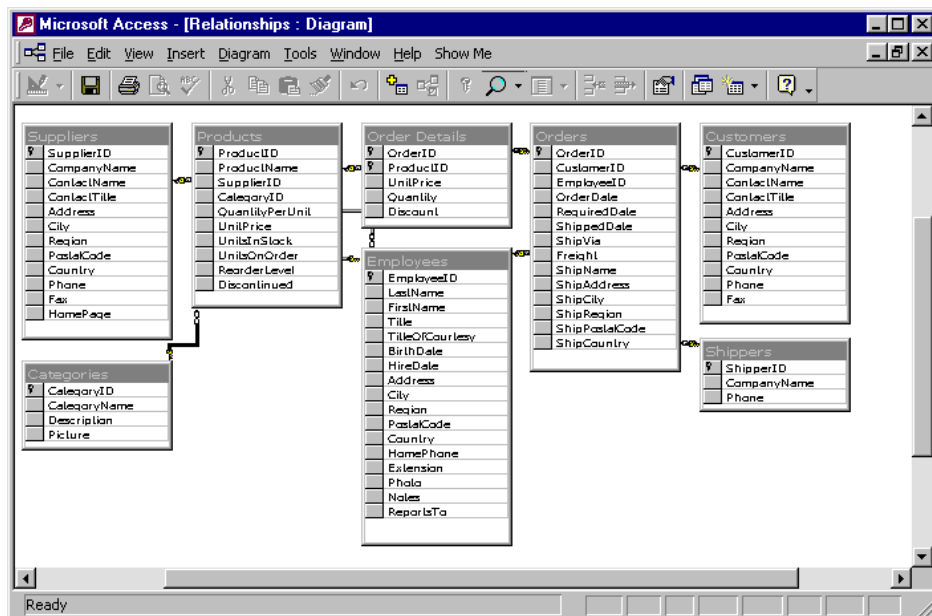 Microsoft Access - [Relationships : Diagram]
File Edit View Insert Diagram Tools Window Help Show Me
Suppliers
SupplierID
CompanyName
ContactName
ContactTitle
Address
City
Region
PostalCode
Country
Phone
Fax
HomePage
Products
ProductID
ProductName
SupplierID
CategoryID
QuantityPerUnit
UnitPrice
UnitsInStock
UnitsOnOrder
ReorderLevel
Discontinued
Order Details
OrderID
ProductID
UnitPrice
Quantity
Discount
Orders
OrderID
CustomerID
EmployeeID
OrderDate
RequiredDate
ShippedDate
ShipVia
Freight
ShipName
ShipAddress
ShipCity
ShipRegion
ShipPostalCode
ShipCountry
Customers
CustomerID
CompanyName
ContactName
ContactTitle
Address
City
Region
PostalCode
Country
Phone
Fax
Categories
CategoryID
CategoryName
Description
Picture
Employees
EmployeeID
LastName
FirstName
Title
TitleOfCourtesy
BirthDate
HireDate
Address
City
Region
PostalCode
Country
HomePhone
Extension
Photo
Notes
ReportsTo
Shippers
ShipperID
CompanyName
Phone
Ready